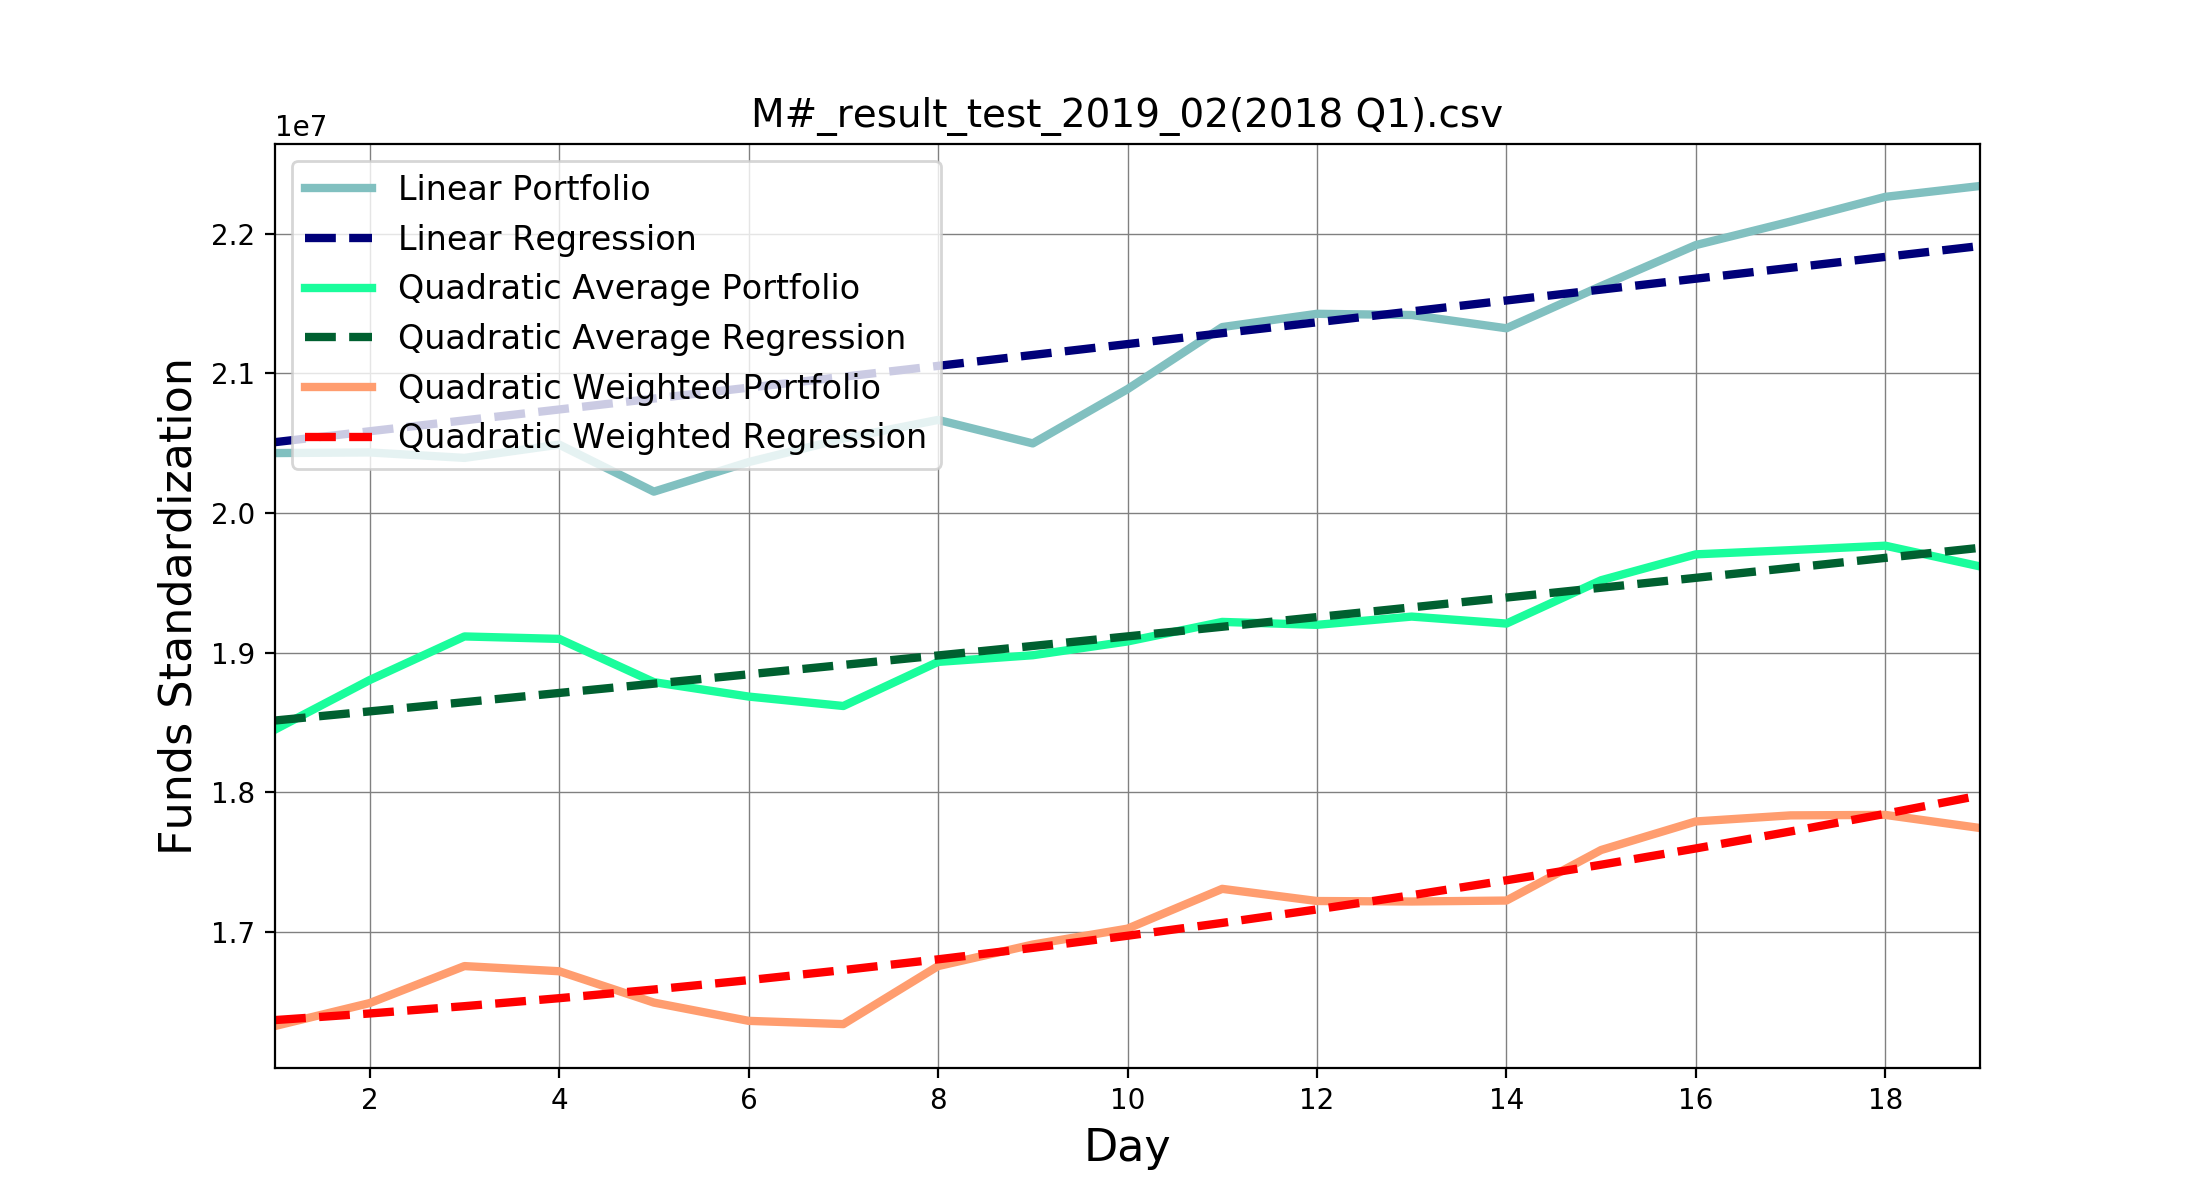 M#_result_test_2019_02(2018 Q1).csv
1e7
Linear Portfolio
Linear Regression
Quadratic Average Portfolio
Quadratic Average Regression
Quadratic Weighted Portfolio
Quadratic Weighted Regression
Funds Standardization
2.2
2.1
2.0
1.9
1.8
1.7
2 4 6 8 10 12 14 16 18
Day